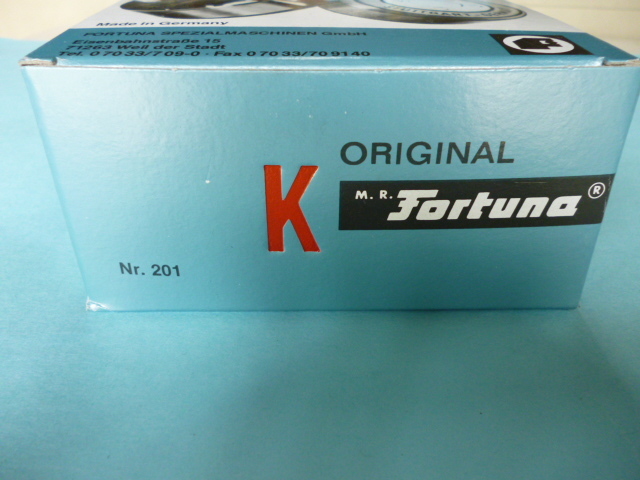 Made in Germany
FORTUNA SPEZIALMASCHINEN GmbH
Eisenbahnstraße 15
71263 Weil der Stadt
Tel. 0 70 33/7 09-0 · Fax 0 70 33/70 91 40
ORIGINAL
K
M. R. Fortuna ®
Nr. 201